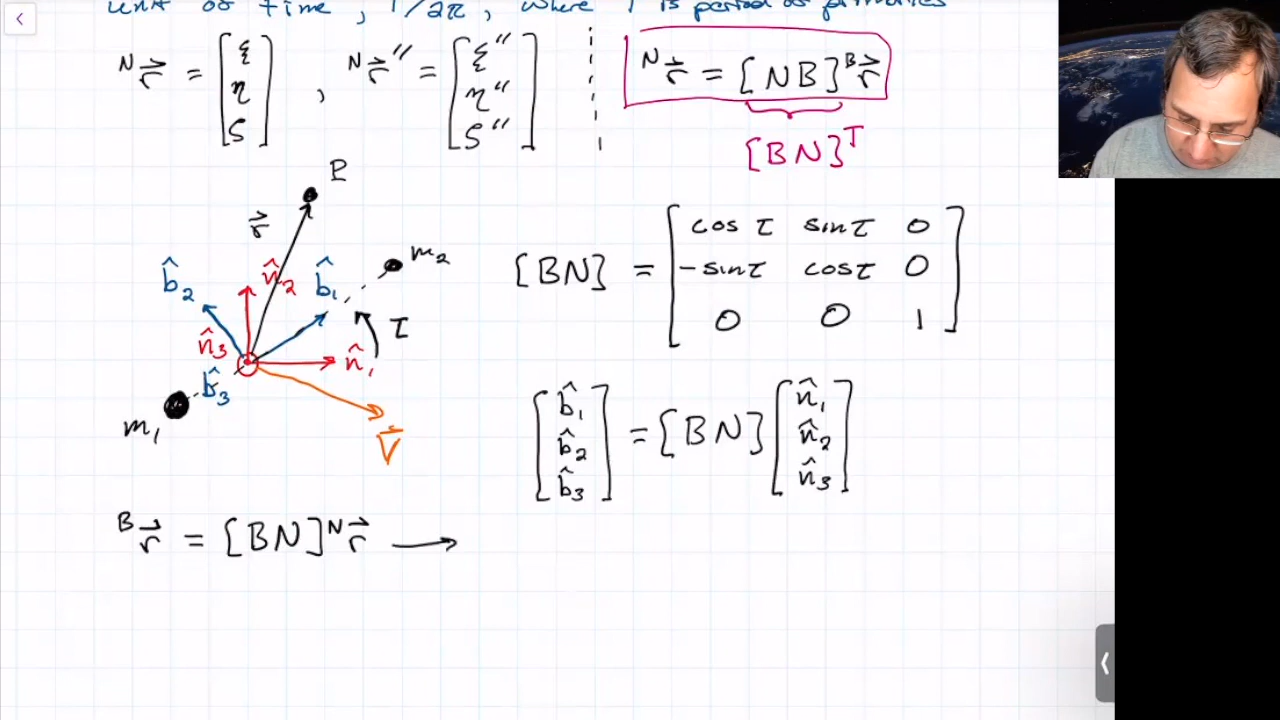 unit of time, 1/2π, where T is period of primaries
ᴺr⃗ = [ξ η ζ], ᴺr⃗″ = [ξ″ η″ ζ″]
ᴺr⃗ = [NB] ᴮr⃗
[BN]ᵀ
P
r⃗
m₂
b̂₂
n̂₂
b̂₁
τ
n̂₃
n̂₁
b̂₃
m₁
V⃗
[BN] = [cos τ sin τ 0
-sin τ cos τ 0
0 0 1]
[b̂₁ b̂₂ b̂₃] = [BN] [n̂₁ n̂₂ n̂₃]
ᴮr⃗ = [BN] ᴺr⃗ →